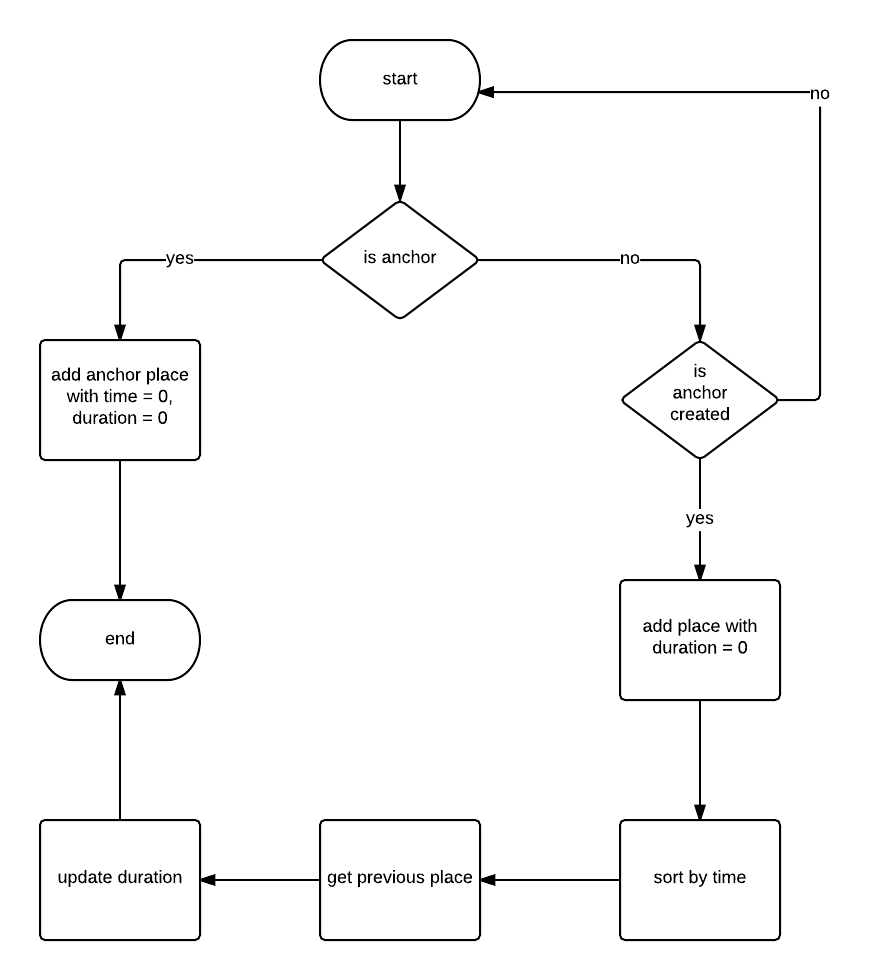 start
no
is anchor
yes
no
add anchor place
with time = 0,
duration = 0
is
anchor
created
yes
end
add place with
duration = 0
update duration
get previous place
sort by time